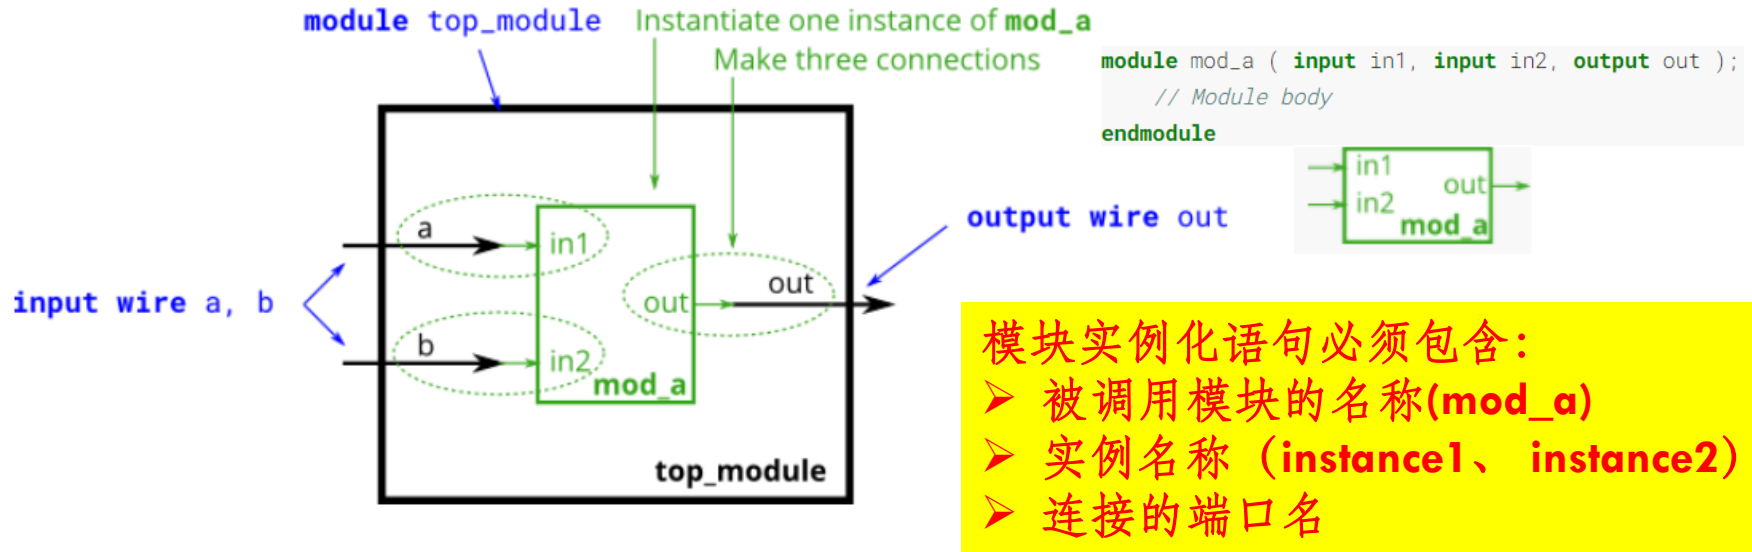 module top_module
Instantiate one instance of mod_a
Make three connections
module mod_a ( input in1, input in2, output out );
// Module body
endmodule
in1
in2
out
mod_a
input wire a, b
a
b
in1
in2
out
mod_a
out
top_module
output wire out
模块实例化语句必须包含:
➢ 被调用模块的名称(mod_a)
➢ 实例名称（instance1、 instance2）
➢ 连接的端口名